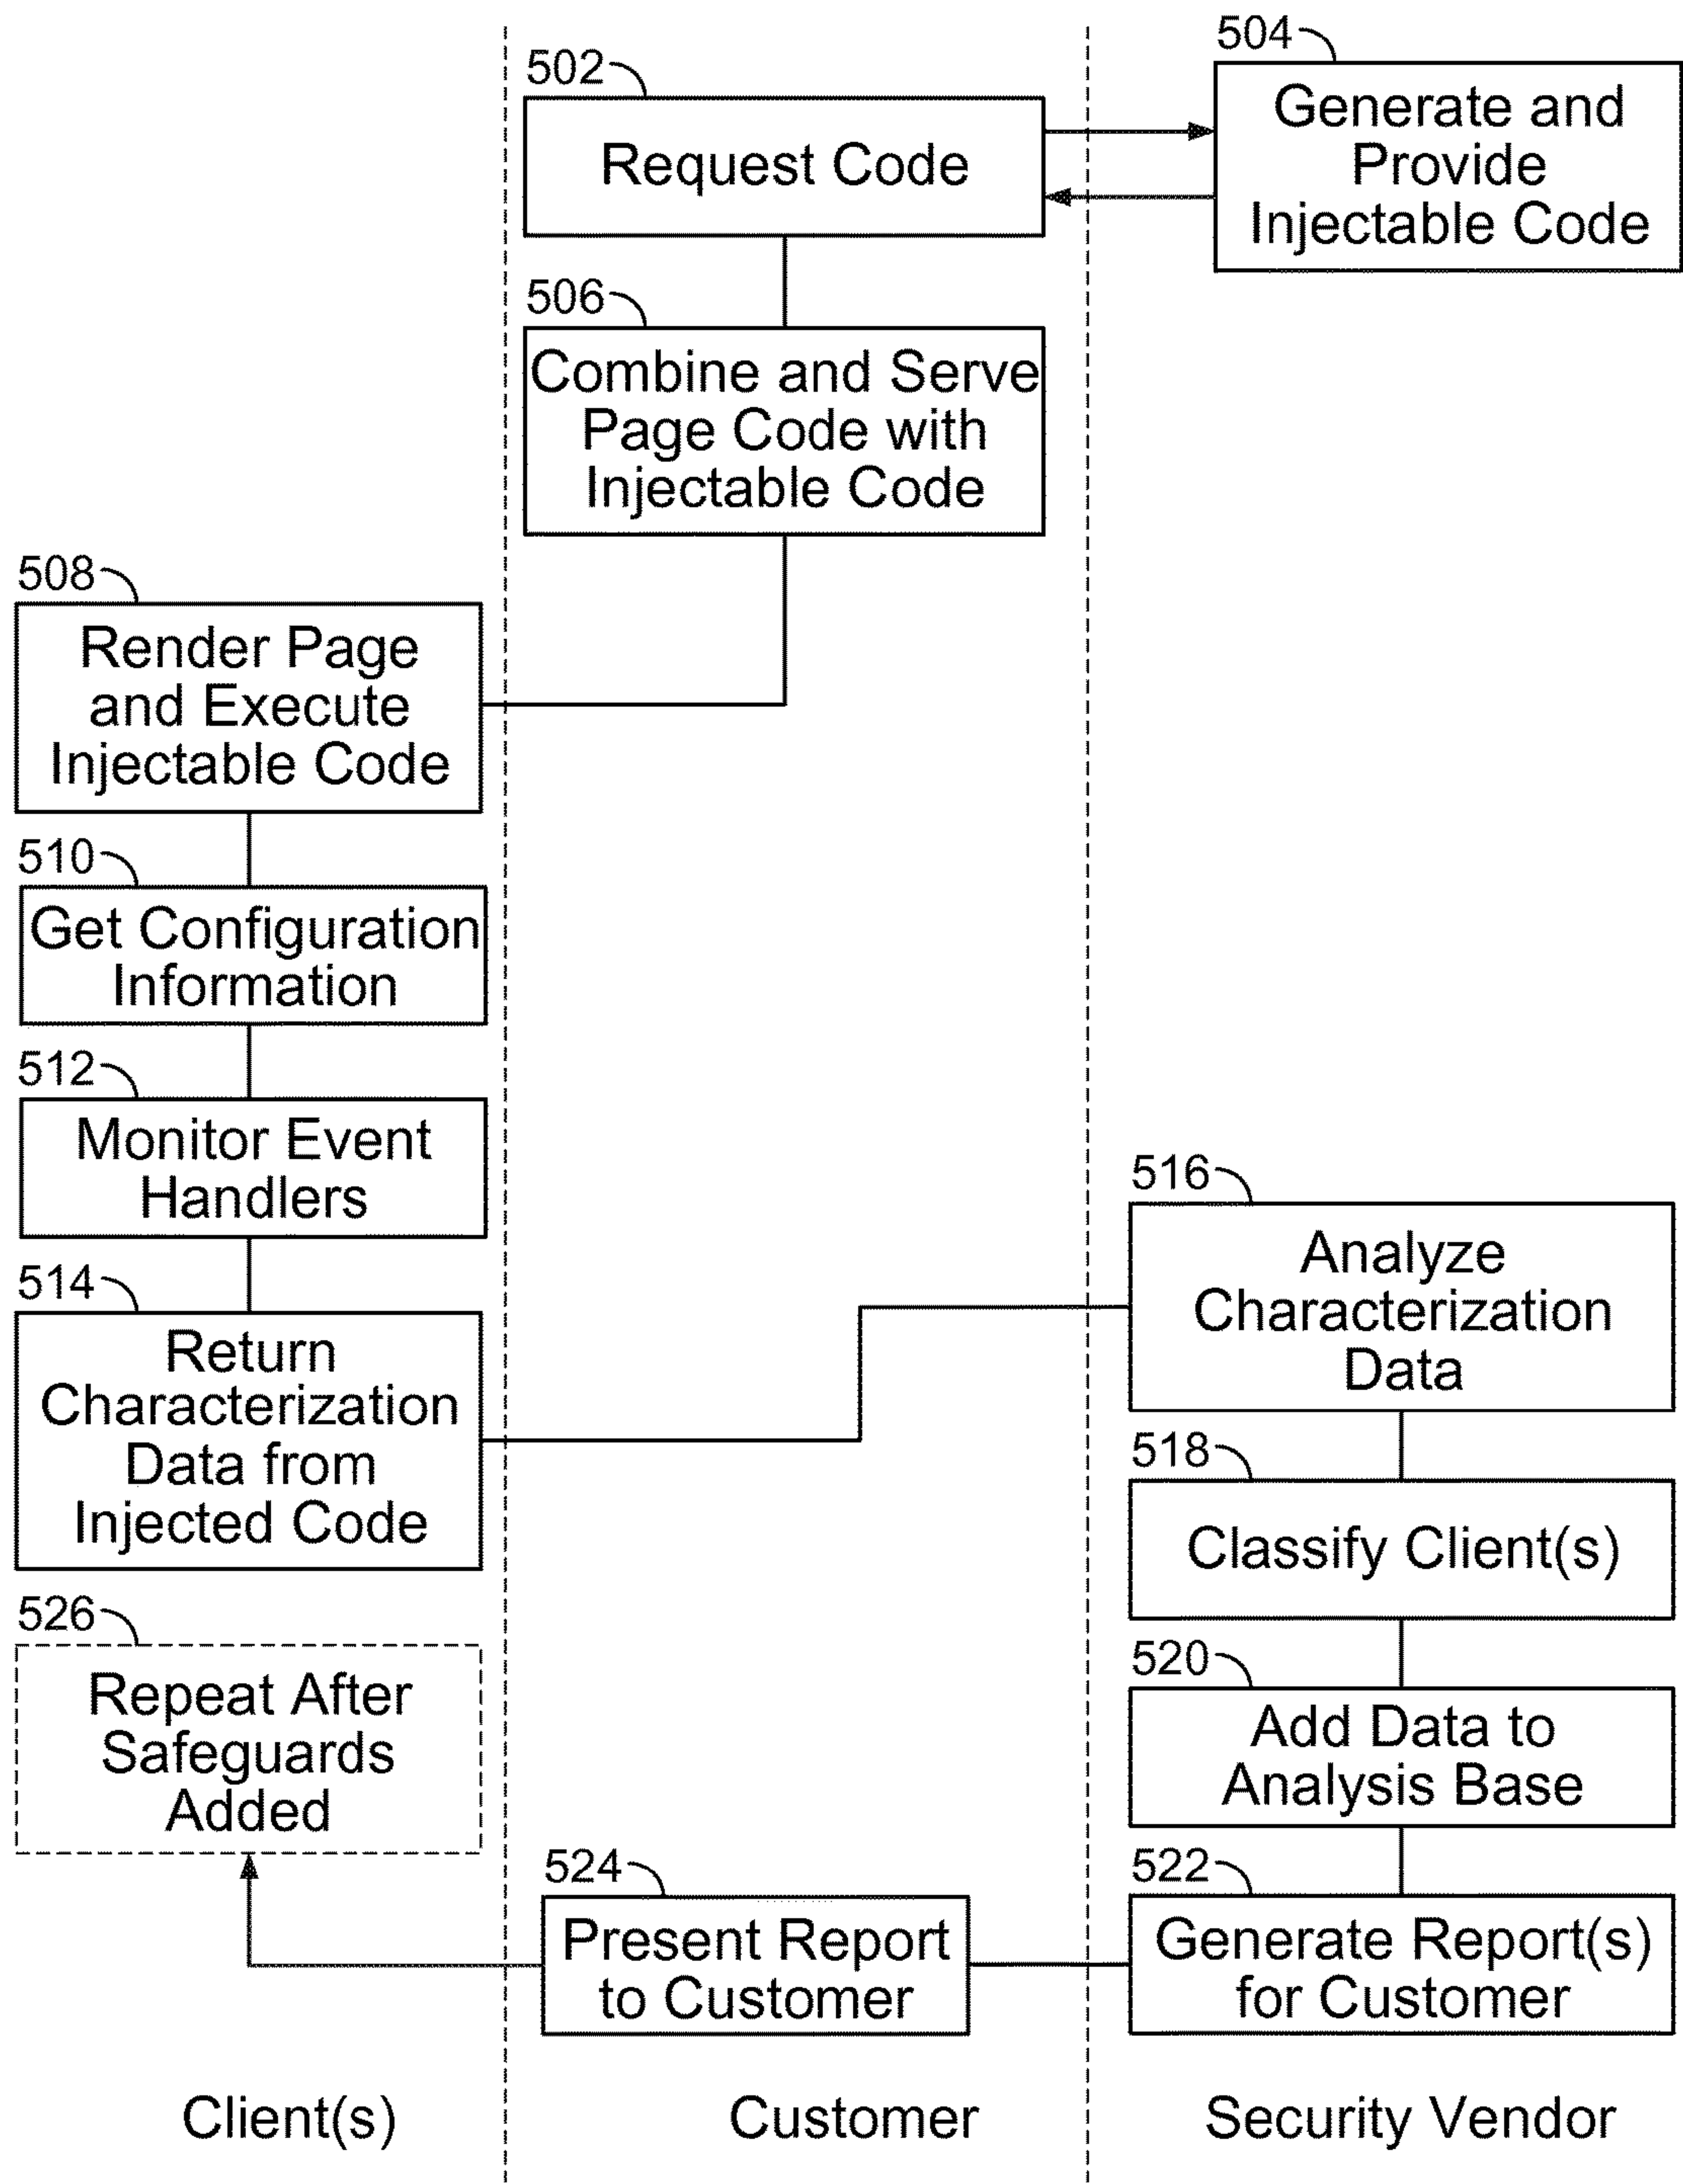 504
Generate and
Provide
Injectable Code
502
Request Code
506
Combine and Serve
Page Code with
Injectable Code
508
Render Page
and Execute
Injectable Code
510
Get Configuration
Information
512
Monitor Event
Handlers
514
Return
Characterization
Data from
Injected Code
516
Analyze
Characterization
Data
518
Classify Client(s)
520
Add Data to
Analysis Base
522
Generate Report(s)
for Customer
524
Present Report
to Customer
526
Repeat After
Safeguards
Added
Client(s)
Customer
Security Vendor